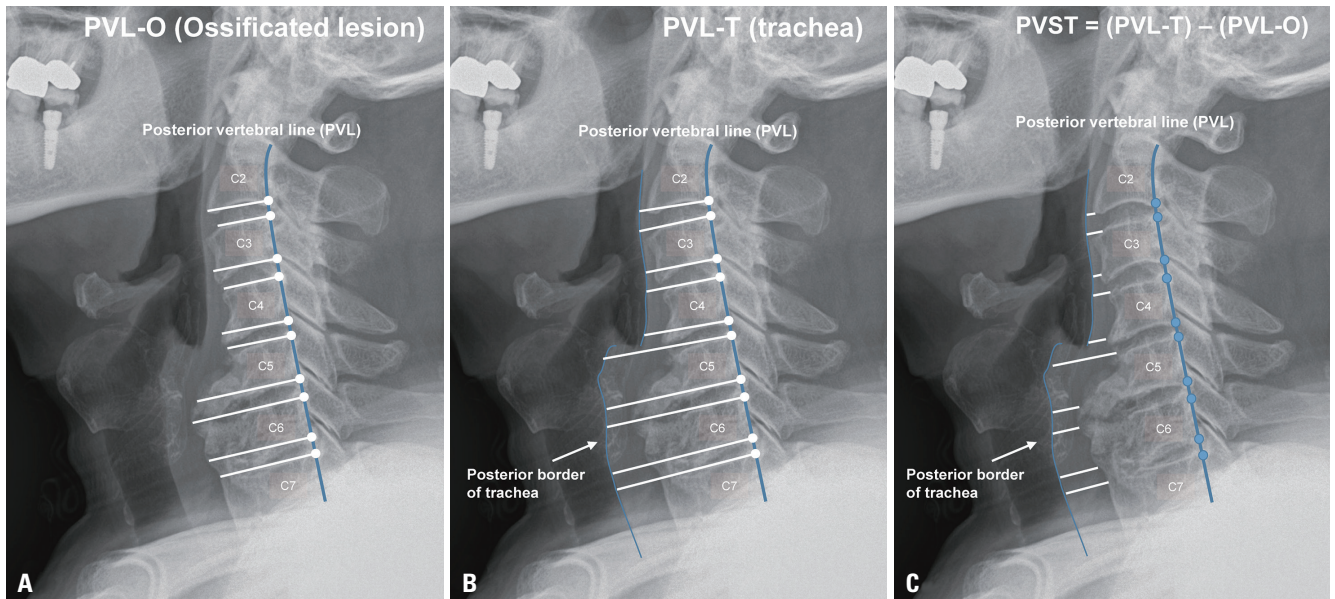 PVL-O (Ossificated lesion)
Posterior vertebral line (PVL)
C2
C3
C4
C5
C6
C7
A
PVL-T (trachea)
Posterior vertebral line (PVL)
C2
C3
C4
C5
C6
C7
Posterior border
of trachea
B
PVST = (PVL-T) – (PVL-O)
Posterior vertebral line (PVL)
C2
C3
C4
C5
C6
C7
Posterior border
of trachea
C